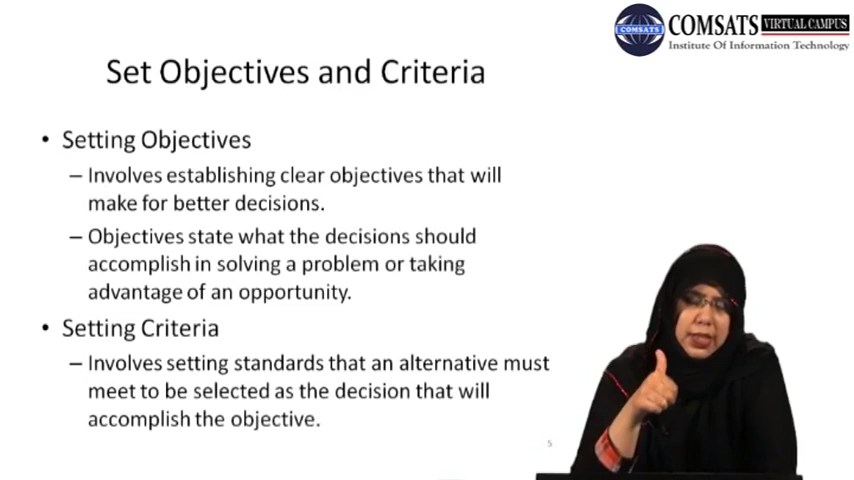 COMSATS VIRTUAL CAMPUS
COMSATS
Institute Of Information Technology
Set Objectives and Criteria
• Setting Objectives
– Involves establishing clear objectives that will
make for better decisions.
– Objectives state what the decisions should
accomplish in solving a problem or taking
advantage of an opportunity.
• Setting Criteria
– Involves setting standards that an alternative must
meet to be selected as the decision that will
accomplish the objective.
5